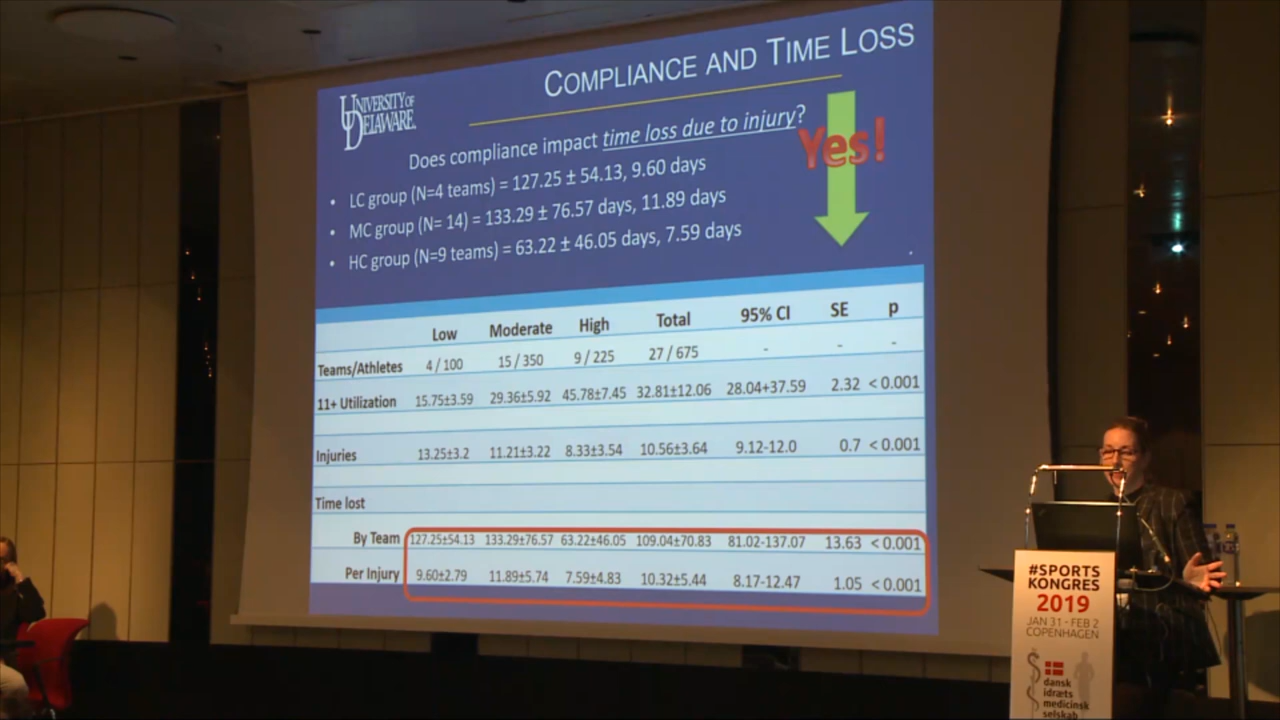 UNIVERSITY OF
DELAWARE.
COMPLIANCE AND TIME LOSS
Does compliance impact time loss due to injury?
Yes!
• LC group (N=4 teams) = 127.25 ± 54.13, 9.60 days
• MC group (N= 14) = 133.29 ± 76.57 days, 11.89 days
• HC group (N=9 teams) = 63.22 ± 46.05 days, 7.59 days
Low Moderate High Total 95% CI SE p
Teams/Athletes 4 / 100 15 / 350 9 / 225 27 / 675 - - -
11+ Utilization 15.75±3.59 29.36±5.92 45.78±7.45 32.81±12.06 28.04+37.59 2.32 < 0.001
Injuries 13.25±3.2 11.21±3.22 8.33±3.54 10.56±3.64 9.12-12.0 0.7 < 0.001
Time lost
By Team 127.25±54.13 133.29±76.57 63.22±46.05 109.04±70.83 81.02-137.07 13.63 < 0.001
Per Injury 9.60±2.79 11.89±5.74 7.59±4.83 10.32±5.44 8.17-12.47 1.05 < 0.001
#SPORTS
KONGRES
2019
JAN 31 - FEB 2
COPENHAGEN
dansk
idræts
medicinsk
selskab